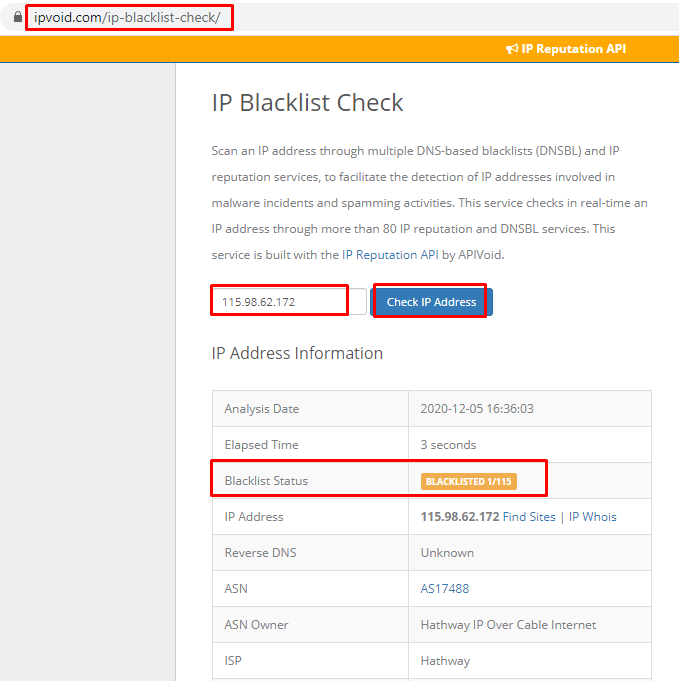 ipvoid.com/ip-blacklist-check/
IP Reputation API
IP Blacklist Check
Scan an IP address through multiple DNS-based blacklists (DNSBL) and IP
reputation services, to facilitate the detection of IP addresses involved in
malware incidents and spamming activities. This service checks in real-time an
IP address through more than 80 IP reputation and DNSBL services. This
service is built with the IP Reputation API by APIVoid.
115.98.62.172 Check IP Address
IP Address Information
Analysis Date 2020-12-05 16:36:03
Elapsed Time 3 seconds
Blacklist Status BLACKLISTED 1/115
IP Address 115.98.62.172 Find Sites | IP Whois
Reverse DNS Unknown
ASN AS17488
ASN Owner Hathway IP Over Cable Internet
ISP Hathway